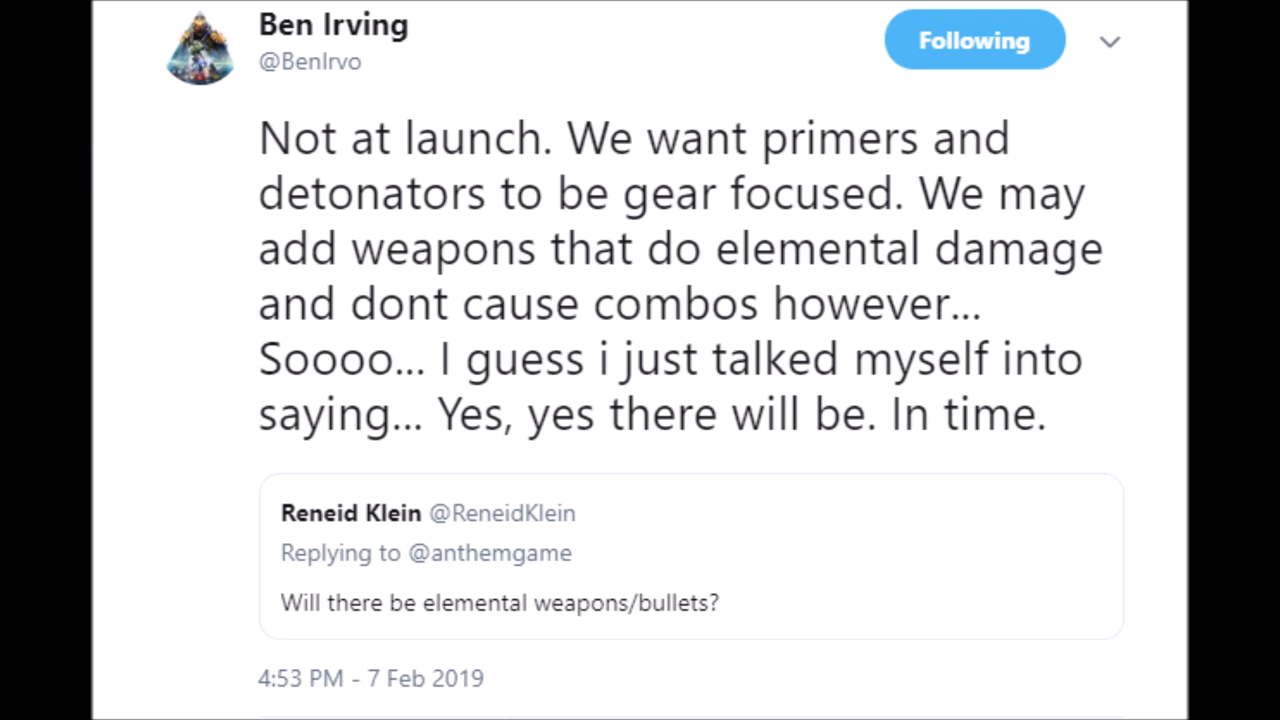 Ben Irving
@BenIrvo
Following
Not at launch. We want primers and
detonators to be gear focused. We may
add weapons that do elemental damage
and dont cause combos however...
Soooo... I guess i just talked myself into
saying... Yes, yes there will be. In time.
Reneid Klein @ReneidKlein
Replying to @anthemgame
Will there be elemental weapons/bullets?
4:53 PM - 7 Feb 2019